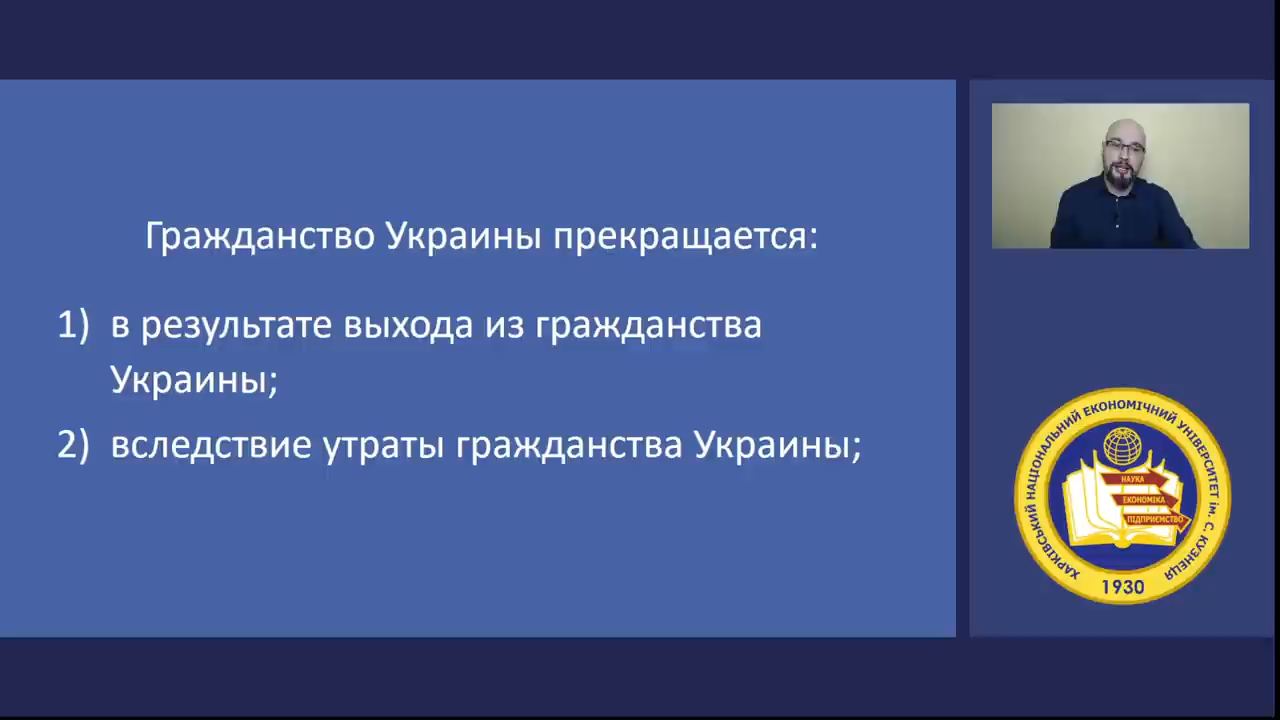 Гражданство Украины прекращается:
1) в результате выхода из гражданства
Украины;
2) вследствие утраты гражданства Украины;
ХАРКІВСЬКИЙ НАЦІОНАЛЬНИЙ ЕКОНОМІЧНИЙ УНІВЕРСИТЕТ ім. С. КУЗНЕЦЯ
НАУКА
ЕКОНОМІКА
ПІДПРИЄМСТВО
1930